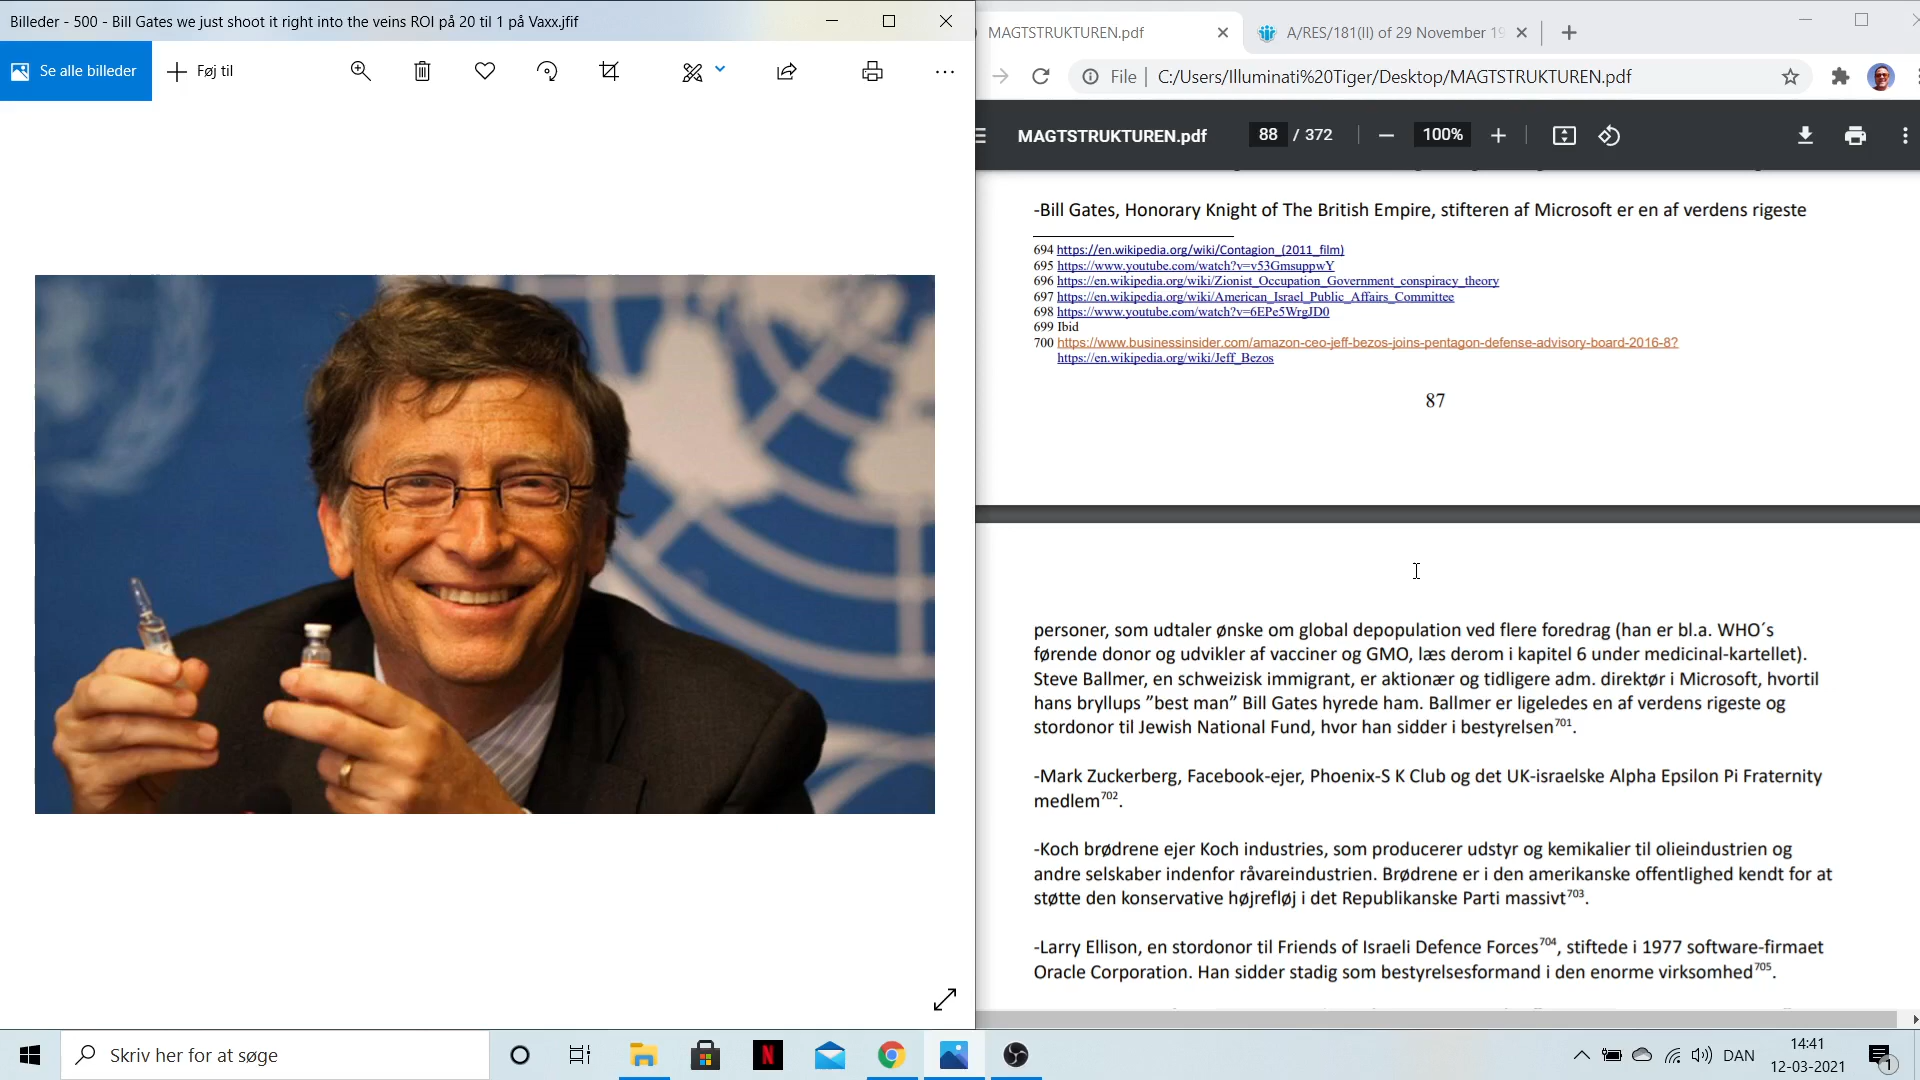 Billeder - 500 - Bill Gates we just shoot it right into the veins ROI på 20 til 1 på Vaxx.jfif
Se alle billeder
Føj til
MAGTSTRUKTUREN.pdf
A/RES/181(II) of 29 November 19
File
C:/Users/Illuminati%20Tiger/Desktop/MAGTSTRUKTUREN.pdf
MAGTSTRUKTUREN.pdf
88 / 372
100%
-Bill Gates, Honorary Knight of The British Empire, stifteren af Microsoft er en af verdens rigeste
694 https://en.wikipedia.org/wiki/Contagion_(2011_film)
695 https://www.youtube.com/watch?v=v53GmsuppwY
696 https://en.wikipedia.org/wiki/Zionist_Occupation_Government_conspiracy_theory
697 https://en.wikipedia.org/wiki/American_Israel_Public_Affairs_Committee
698 https://www.youtube.com/watch?v=6EPe5WrgJD0
699 Ibid
700 https://www.businessinsider.com/amazon-ceo-jeff-bezos-joins-pentagon-defense-advisory-board-2016-8?
https://en.wikipedia.org/wiki/Jeff_Bezos
87
personer, som udtaler ønske om global depopulation ved flere foredrag (han er bl.a. WHO´s
førende donor og udvikler af vacciner og GMO, læs derom i kapitel 6 under medicinal-kartellet).
Steve Ballmer, en schweizisk immigrant, er aktionær og tidligere adm. direktør i Microsoft, hvortil
hans bryllups ”best man” Bill Gates hyrede ham. Ballmer er ligeledes en af verdens rigeste og
stordonor til Jewish National Fund, hvor han sidder i bestyrelsen701.
-Mark Zuckerberg, Facebook-ejer, Phoenix-S K Club og det UK-israelske Alpha Epsilon Pi Fraternity
medlem702.
-Koch brødrene ejer Koch industries, som producerer udstyr og kemikalier til olieindustrien og
andre selskaber indenfor råvareindustrien. Brødrene er i den amerikanske offentlighed kendt for at
støtte den konservative højrefløj i det Republikanske Parti massivt703.
-Larry Ellison, en stordonor til Friends of Israeli Defence Forces704, stiftede i 1977 software-firmaet
Oracle Corporation. Han sidder stadig som bestyrelsesformand i den enorme virksomhed705.
Skriv her for at søge
DAN
14:41
12-03-2021
1